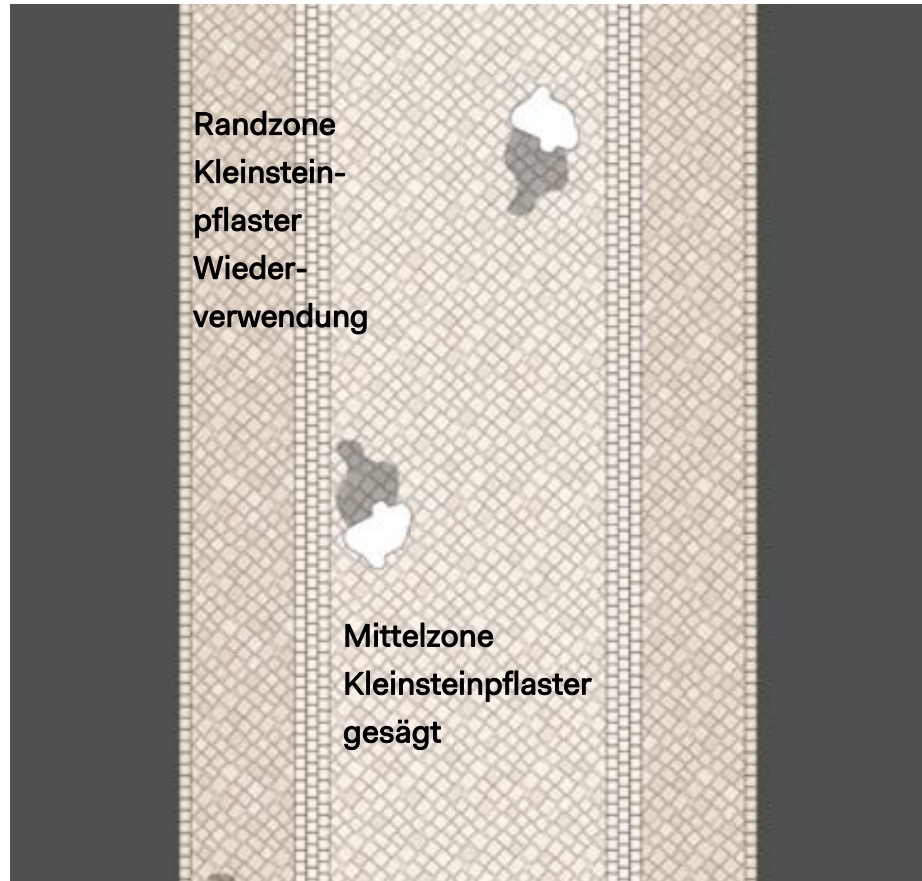 Randzone
Kleinstein-
pflaster
Wieder-
verwendung
Mittelzone
Kleinsteinpflaster
gesägt